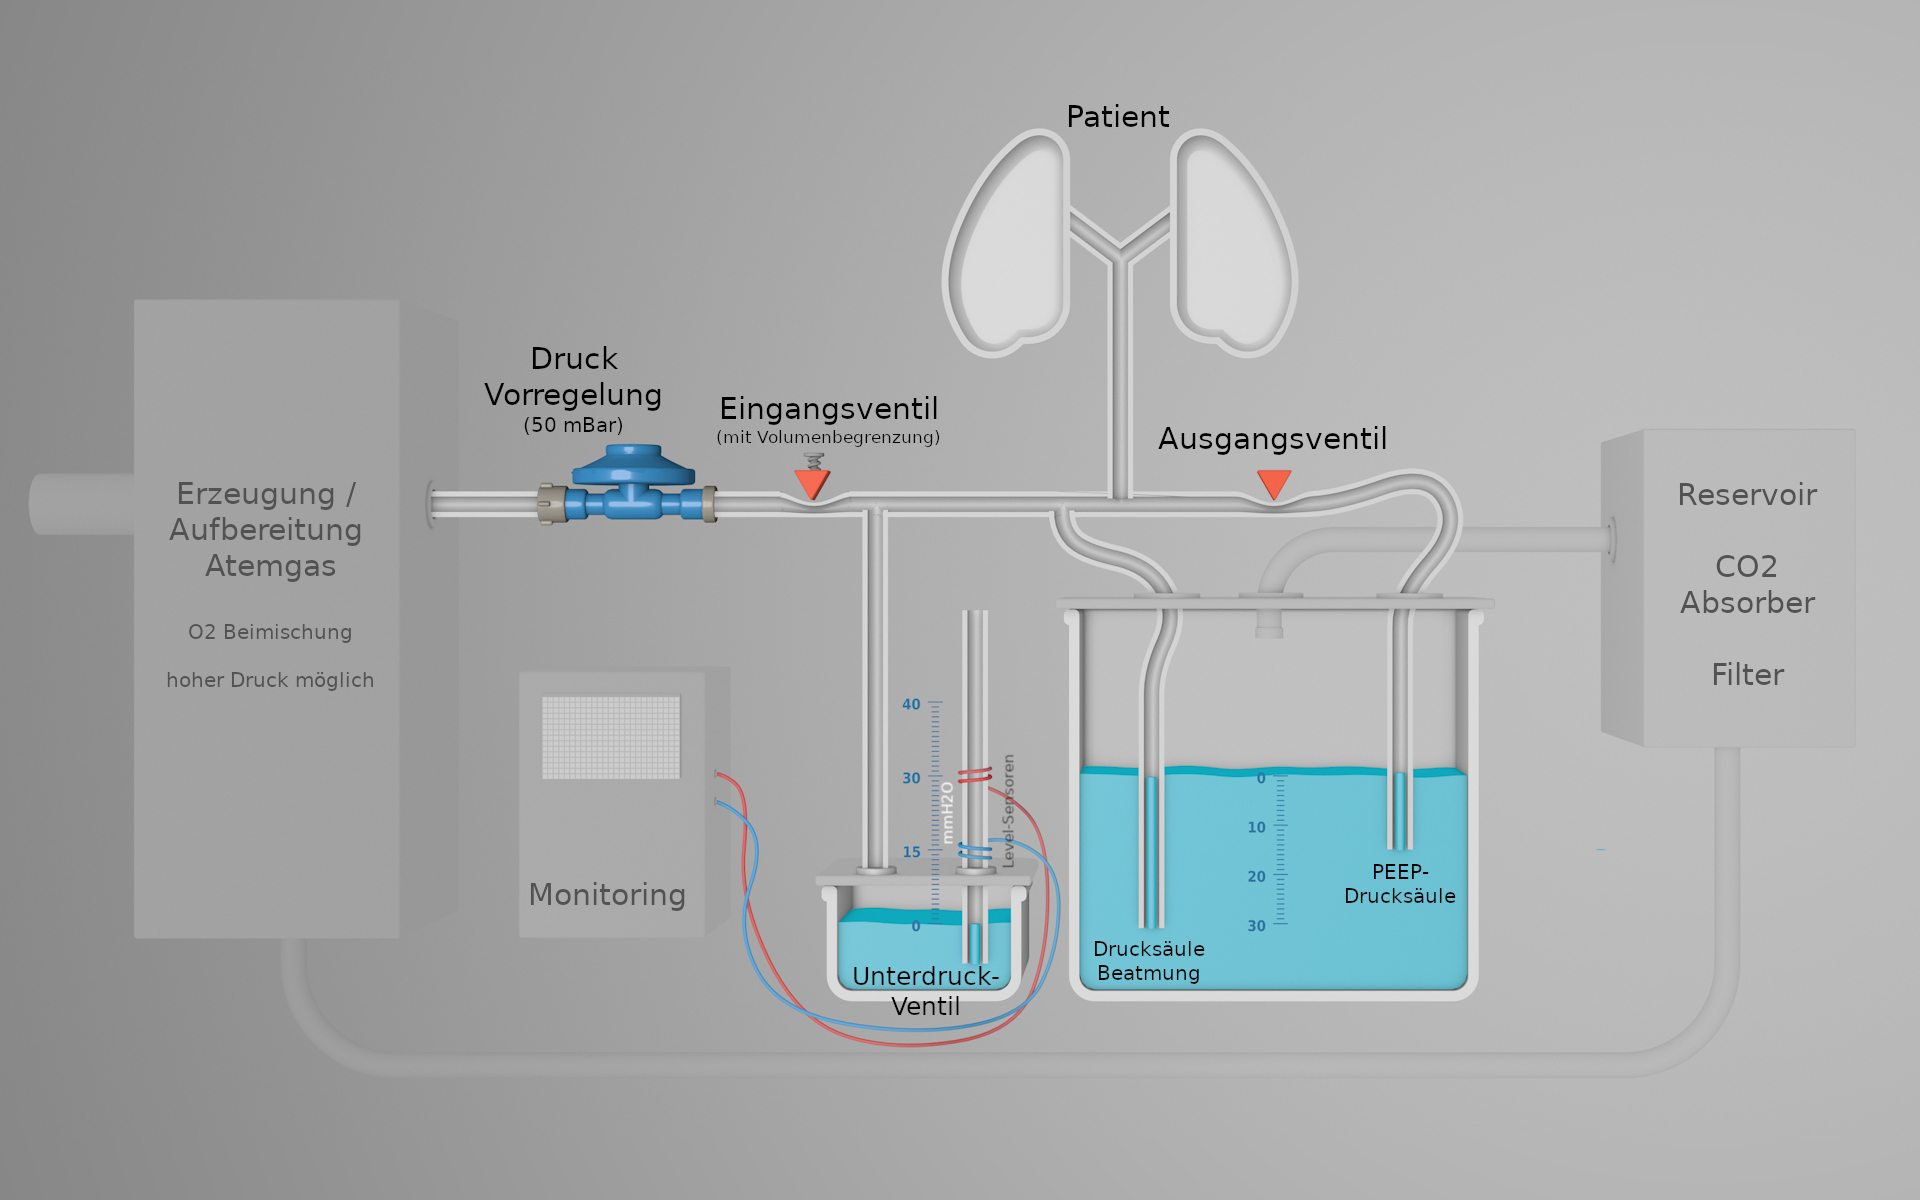 Patient
Druck
Vorregelung
(50 mBar)
Eingangsventil
(mit Volumenbegrenzung)
Ausgangsventil
Erzeugung /
Aufbereitung
Atemgas
O2 Beimischung
hoher Druck möglich
Reservoir
CO2
Absorber
Filter
Monitoring
40
30
15
0
mmH2O
Level-Sensoren
Unterdruck-
Ventil
0
10
20
30
PEEP-
Drucksäule
Drucksäule
Beatmung